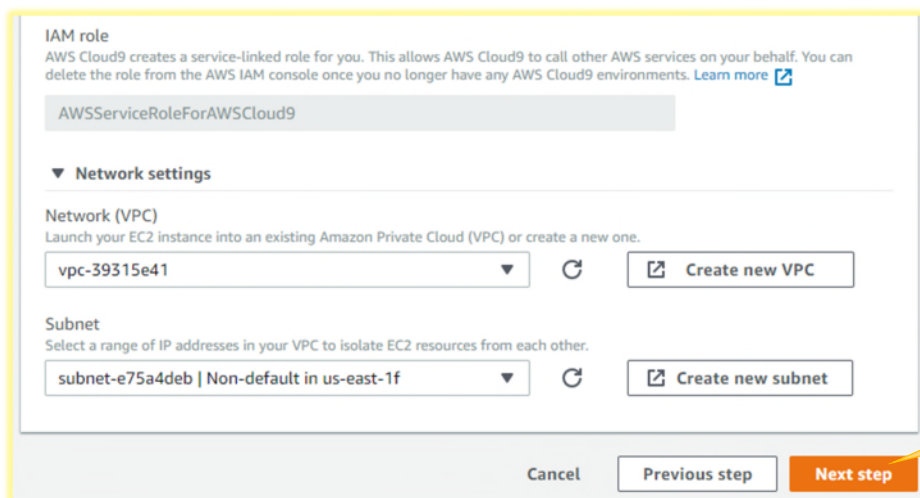 IAM role
AWS Cloud9 creates a service-linked role for you. This allows AWS Cloud9 to call other AWS services on your behalf. You can
delete the role from the AWS IAM console once you no longer have any AWS Cloud9 environments. Learn more
AWSServiceRoleForAWSCloud9
Network settings
Network (VPC)
Launch your EC2 instance into an existing Amazon Private Cloud (VPC) or create a new one.
vpc-39315e41 Create new VPC
Subnet
Select a range of IP addresses in your VPC to isolate EC2 resources from each other.
subnet-e75a4deb | Non-default in us-east-1f Create new subnet
Cancel Previous step Next step